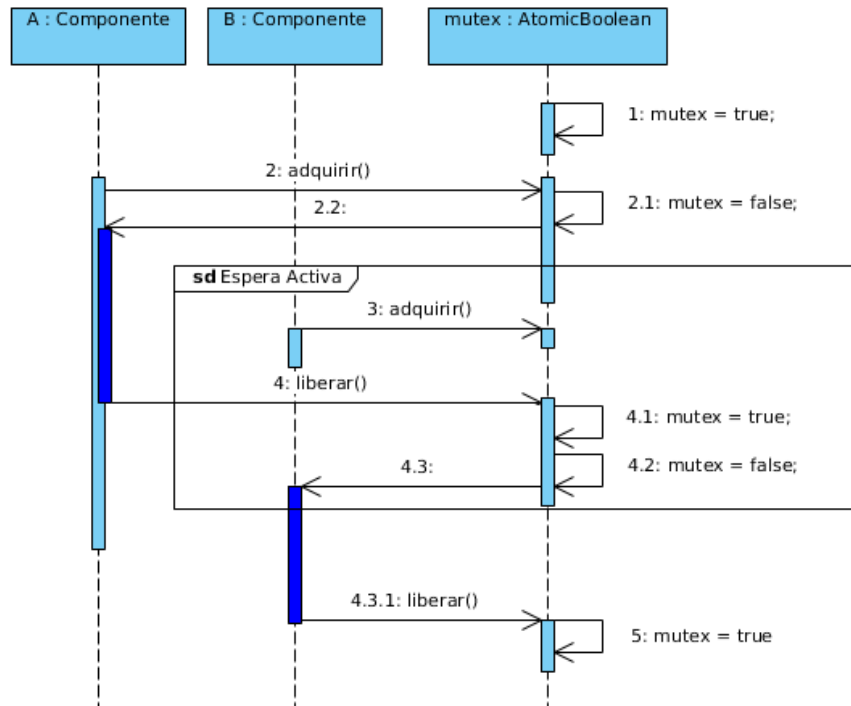 A : Componente
B : Componente
mutex : AtomicBoolean
1: mutex = true;
2: adquirir()
2.1: mutex = false;
2.2:
sd Espera Activa
3: adquirir()
4: liberar()
4.1: mutex = true;
4.2: mutex = false;
4.3:
4.3.1: liberar()
5: mutex = true